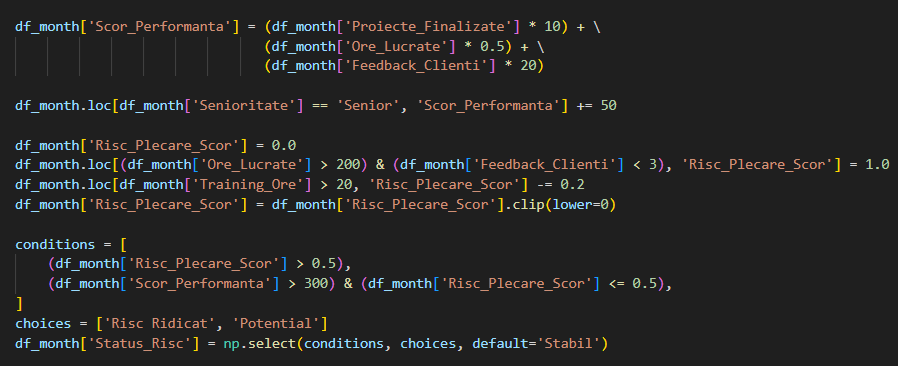 df_month['Scor_Performanta'] = (df_month['Proiecte_Finalizate'] * 10) + \
                               (df_month['Ore_Lucrate'] * 0.5) + \
                               (df_month['Feedback_Clienti'] * 20)

df_month.loc[df_month['Senioritate'] == 'Senior', 'Scor_Performanta'] += 50

df_month['Risc_Plecare_Scor'] = 0.0
df_month.loc[(df_month['Ore_Lucrate'] > 200) & (df_month['Feedback_Clienti'] < 3), 'Risc_Plecare_Scor'] = 1.0
df_month.loc[df_month['Training_Ore'] > 20, 'Risc_Plecare_Scor'] -= 0.2
df_month['Risc_Plecare_Scor'] = df_month['Risc_Plecare_Scor'].clip(lower=0)

conditions = [
    (df_month['Risc_Plecare_Scor'] > 0.5),
    (df_month['Scor_Performanta'] > 300) & (df_month['Risc_Plecare_Scor'] <= 0.5),
]
choices = ['Risc Ridicat', 'Potential']
df_month['Status_Risc'] = np.select(conditions, choices, default='Stabil')